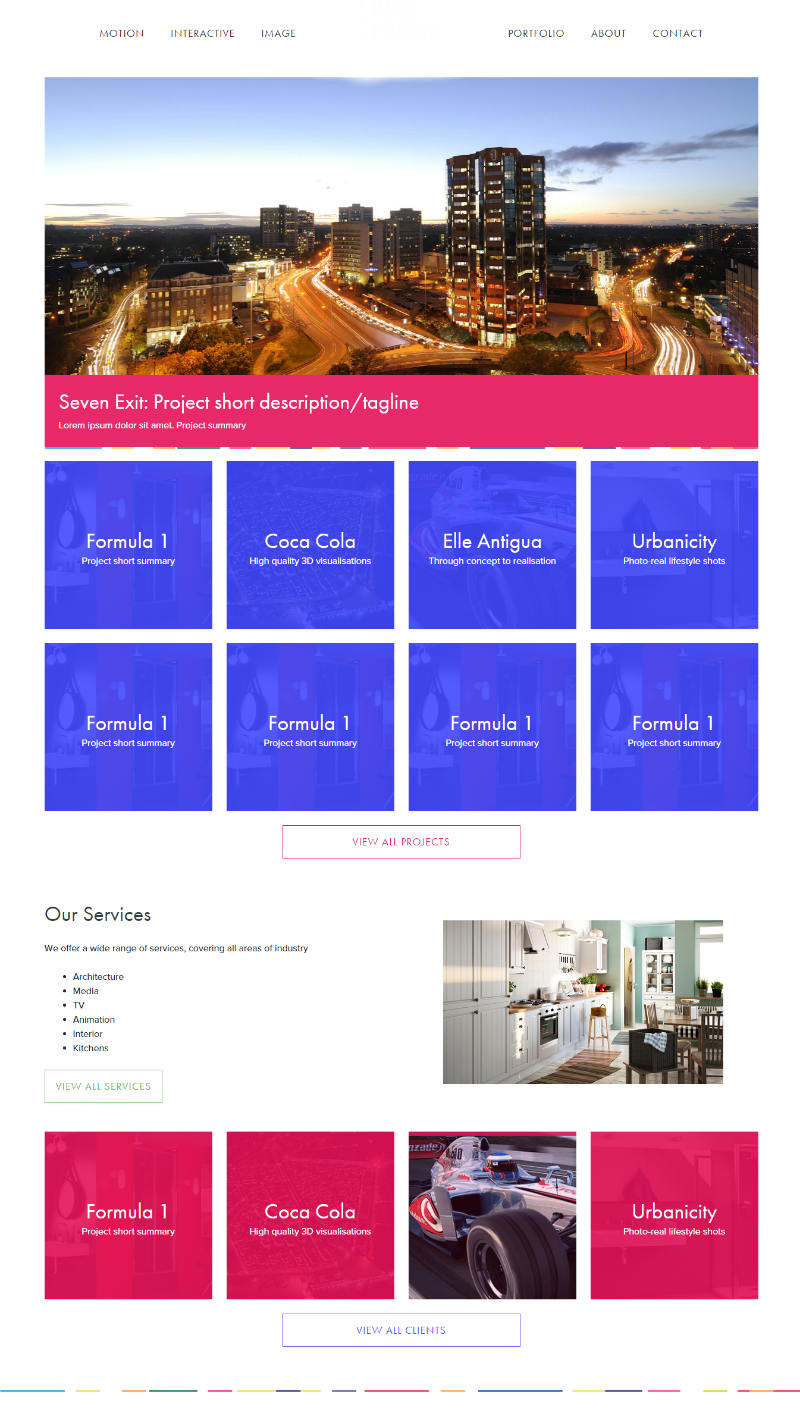 MOTION INTERACTIVE IMAGE PORTFOLIO ABOUT CONTACT
Seven Exit: Project short description/tagline
Lorem ipsum dolor sit amet. Project summary
Formula 1
Project short summary
Coca Cola
High quality 3D visualisations
Elle Antigua
Through concept to realisation
Urbanicity
Photo-real lifestyle shots
Formula 1
Project short summary
Formula 1
Project short summary
Formula 1
Project short summary
Formula 1
Project short summary
VIEW ALL PROJECTS
Our Services
We offer a wide range of services, covering all areas of industry
• Architecture
• Media
• TV
• Animation
• Interior
• Kitchens
VIEW ALL SERVICES
Formula 1
Project short summary
Coca Cola
High quality 3D visualisations
Urbanicity
Photo-real lifestyle shots
VIEW ALL CLIENTS